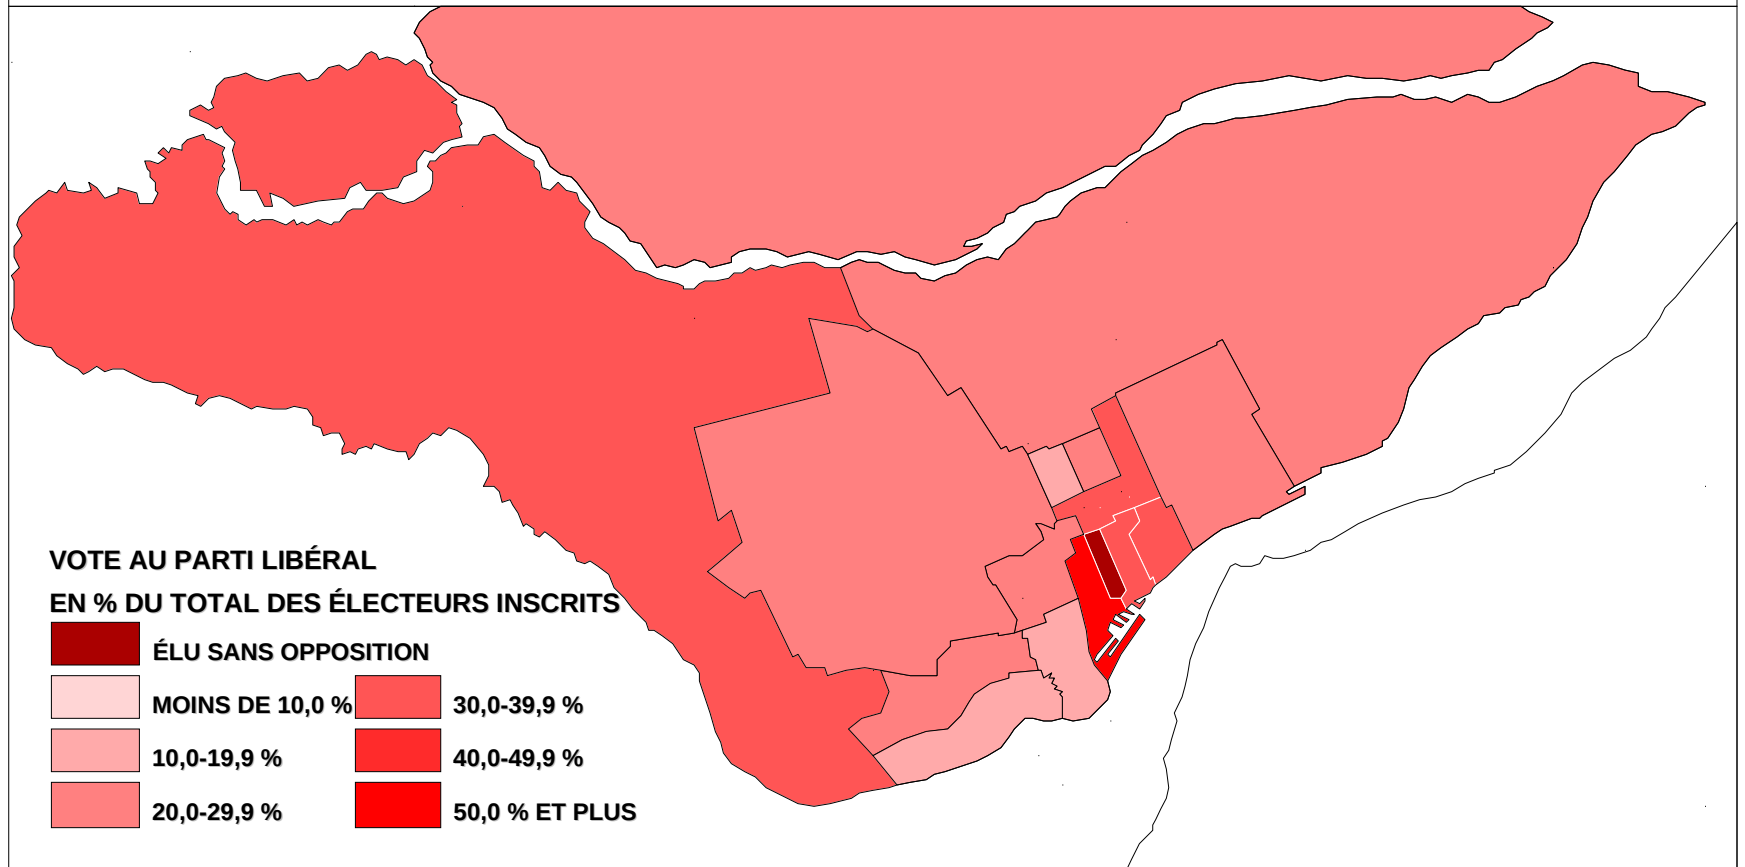 VOTE AU PARTI LIBÉRAL
EN % DU TOTAL DES ÉLECTEURS INSCRITS
ÉLU SANS OPPOSITION
MOINS DE 10,0 %
10,0-19,9 %
20,0-29,9 %
30,0-39,9 %
40,0-49,9 %
50,0 % ET PLUS